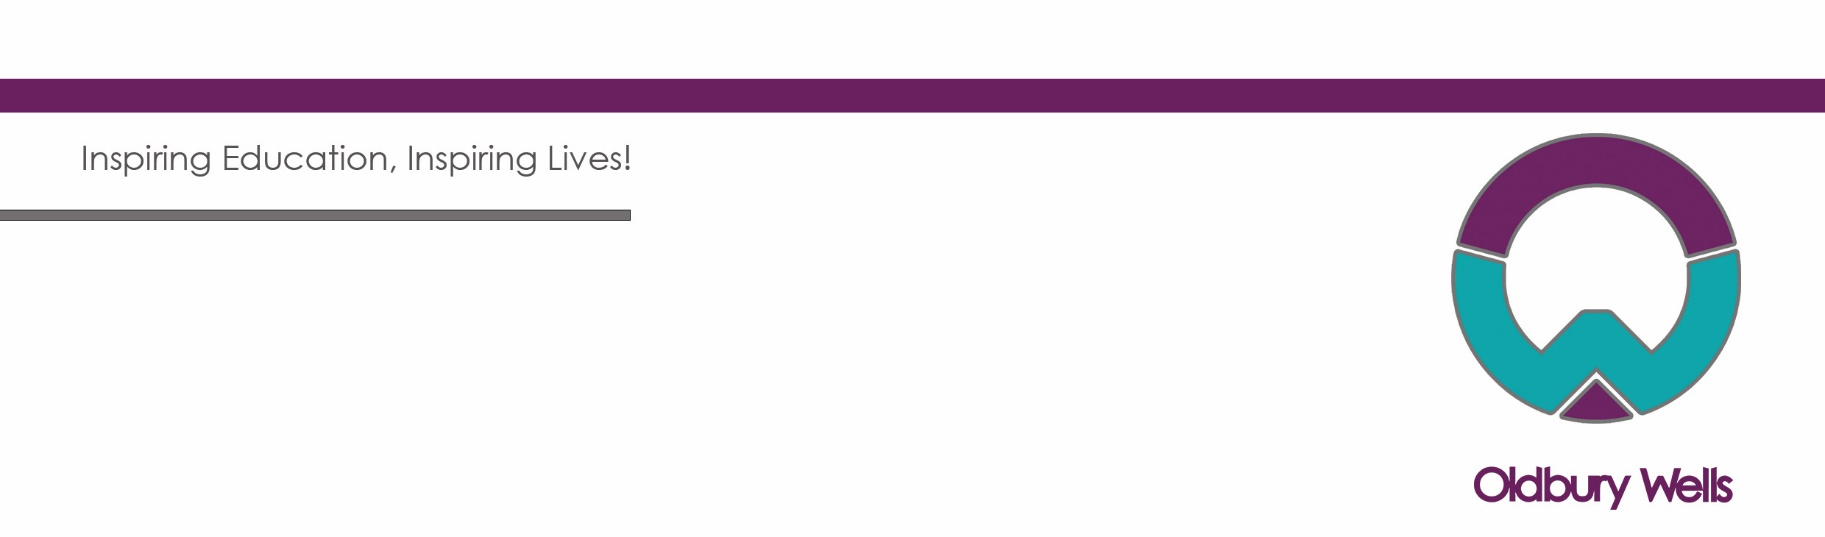 Inspiring Education, Inspiring Lives!
Oldbury Wells